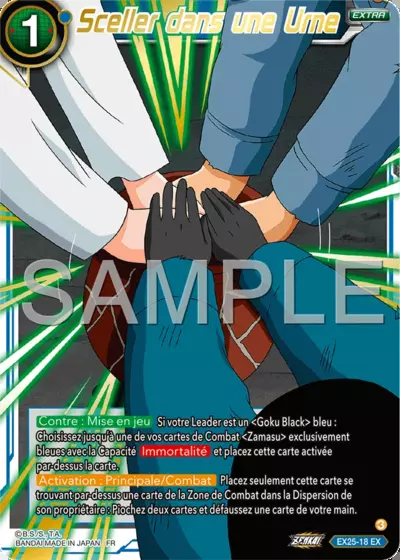 1
Sceller dans une Urne
EXTRA
SAMPLE
Contre : Mise en jeu Si votre Leader est un <Goku Black> bleu :
Choisissez jusqu'à une de vos cartes de Combat <Zamasu> exclusivement
bleues avec la Capacité Immortalité et placez cette carte activée
par-dessus la carte.
Activation : Principale/Combat Placez seulement cette carte se
trouvant par-dessus une carte de la Zone de Combat dans la Dispersion de
son propriétaire : Piochez deux cartes et défaussez une carte de votre main.
3
©B.S./S., T.A.
BANDAI MADE IN JAPAN FR
ZENKAI
EX25-18 EX